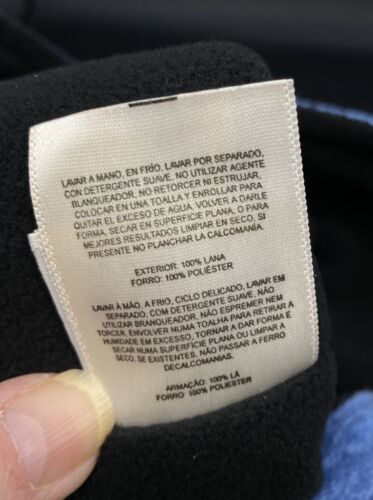 LAVAR A MANO, EN FRÍO. LAVAR POR SEPARADO,
CON DETERGENTE SUAVE. NO UTILIZAR AGENTE
BLANQUEADOR. NO RETORCER NI ESTRUJAR,
COLOCAR EN UNA TOALLA Y ENROLLAR PARA
QUITAR EL EXCESO DE AGUA. VOLVER A DARLE
FORMA, SECAR EN SUPERFICIE PLANA, O PARA
MEJORES RESULTADOS LIMPIAR EN SECO, SI
PRESENTE NO PLANCHAR LA CALCOMANÍA.
EXTERIOR: 100% LANA
FORRO: 100% POLIÉSTER
LAVAR À MÃO, A FRIO, CICLO DELICADO, LAVAR EM
SEPARADO, COM DETERGENTE SUAVE. NÃO
UTILIZAR BRANQUEADOR. NÃO ESPREMER NEM
TORCER, ENVOLVER NUMA TOALHA PARA RETIRAR A
HUMIDADE EM EXCESSO, TORNAR A DAR FORMA E
SECAR NUMA SUPERFÍCIE PLANA OU LIMPAR A
SECO, SE EXISTENTES, NÃO PASSAR A FERRO
DECALCOMANIAS.
ARMAÇÃO: 100% LÃ
FORRO: 100% POLIESTER